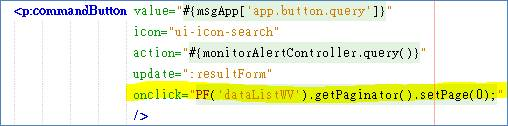 <p:commandButton value="#{msgApp['app.button.query']}"
icon="ui-icon-search"
action="#{monitorAlertController.query()}"
update=":resultForm"
onclick="PF('dataListWV').getPaginator().setPage(0);"
/>